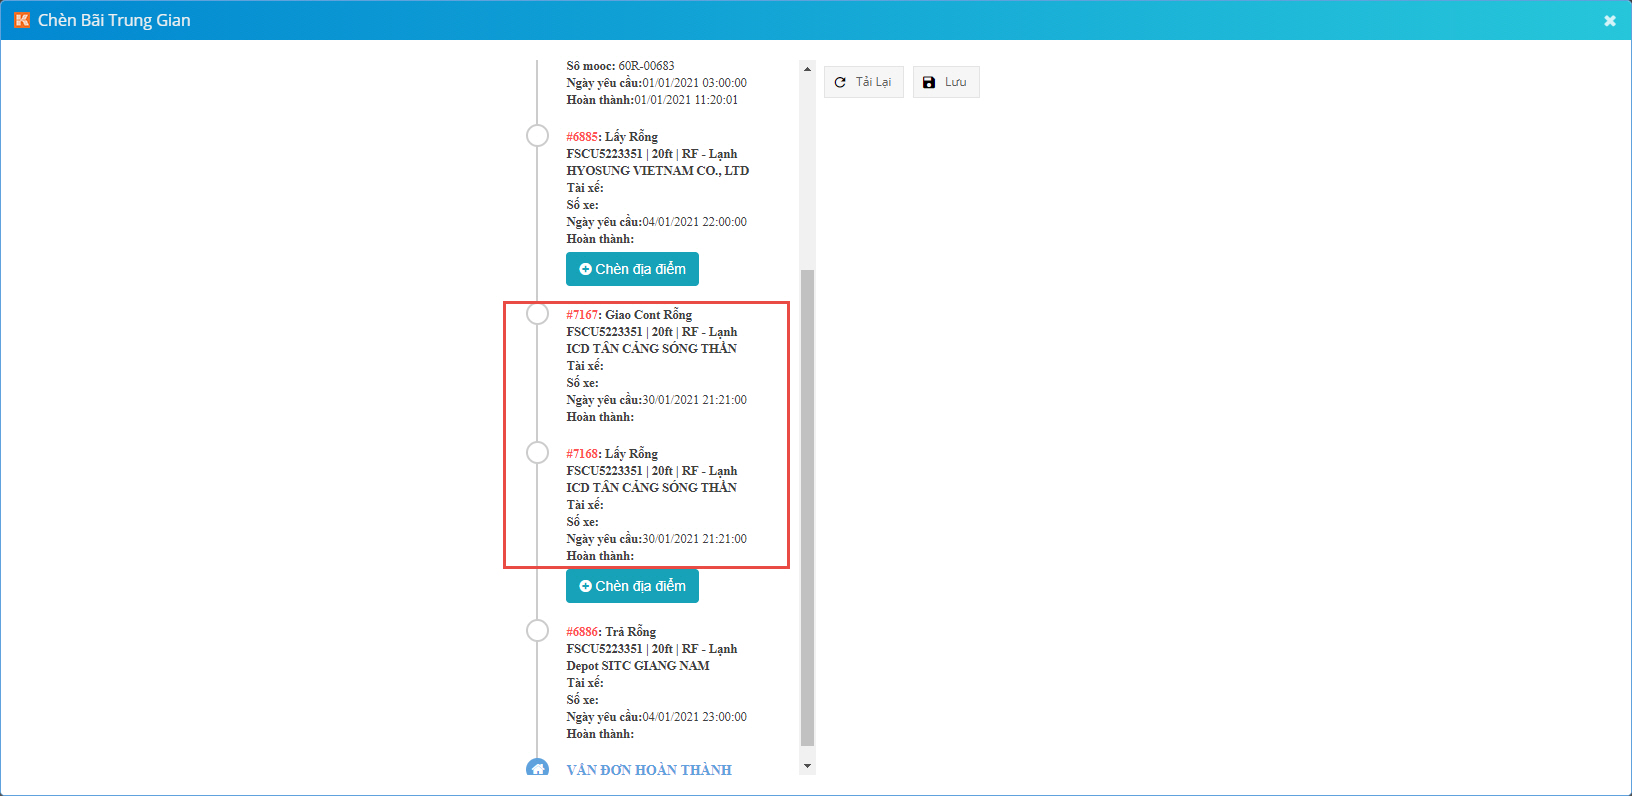 Chèn Bãi Trung Gian
Số mooc: 60R-00683
Ngày yêu cầu:01/01/2021 03:00:00
Hoàn thành:01/01/2021 11:20:01
Tải Lại
Lưu
#6885: Lấy Rỗng
FSCU5223351 | 20ft | RF - Lạnh
HYOSUNG VIETNAM CO., LTD
Tài xế:
Số xe:
Ngày yêu cầu:04/01/2021 22:00:00
Hoàn thành:
Chèn địa điểm
#7167: Giao Cont Rỗng
FSCU5223351 | 20ft | RF - Lạnh
ICD TÂN CẢNG SÓNG THẦN
Tài xế:
Số xe:
Ngày yêu cầu:30/01/2021 21:21:00
Hoàn thành:
#7168: Lấy Rỗng
FSCU5223351 | 20ft | RF - Lạnh
ICD TÂN CẢNG SÓNG THẦN
Tài xế:
Số xe:
Ngày yêu cầu:30/01/2021 21:21:00
Hoàn thành:
Chèn địa điểm
#6886: Trả Rỗng
FSCU5223351 | 20ft | RF - Lạnh
Depot SITC GIANG NAM
Tài xế:
Số xe:
Ngày yêu cầu:04/01/2021 23:00:00
Hoàn thành:
VẬN ĐƠN HOÀN THÀNH